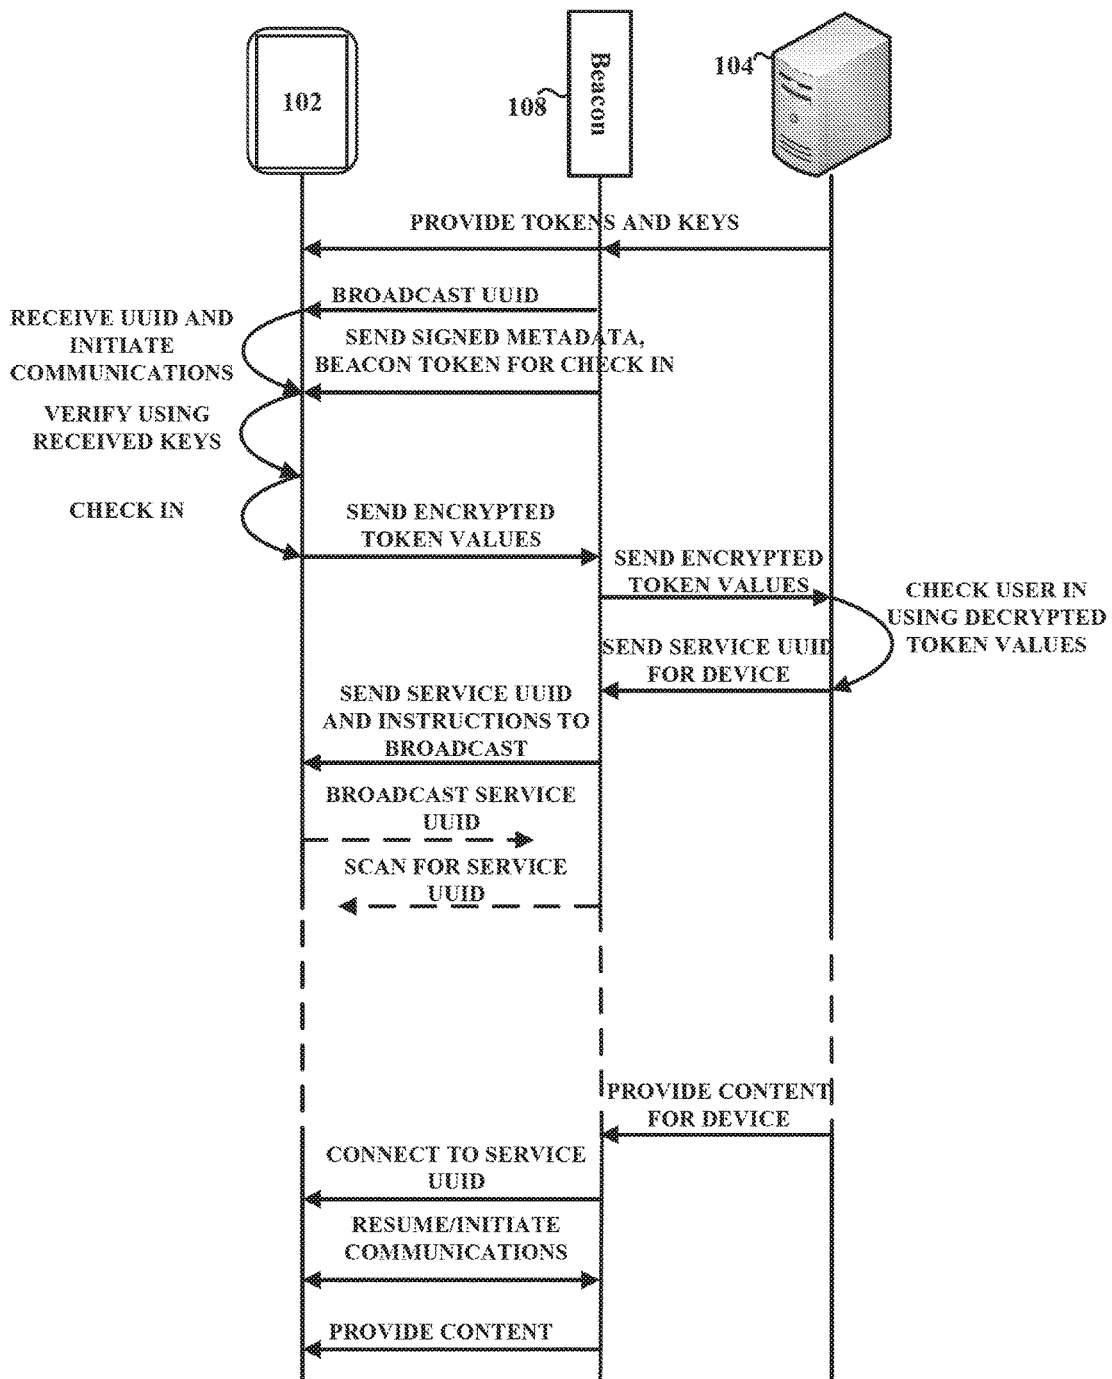 102
108
Beacon
104
PROVIDE TOKENS AND KEYS
BROADCAST UUID
RECEIVE UUID AND
INITIATE
COMMUNICATIONS
SEND SIGNED METADATA,
BEACON TOKEN FOR CHECK IN
VERIFY USING
RECEIVED KEYS
CHECK IN
SEND ENCRYPTED
TOKEN VALUES
SEND ENCRYPTED
TOKEN VALUES
CHECK USER IN
USING DECRYPTED
TOKEN VALUES
SEND SERVICE UUID
FOR DEVICE
SEND SERVICE UUID
AND INSTRUCTIONS TO
BROADCAST
BROADCAST SERVICE
UUID
SCAN FOR SERVICE
UUID
PROVIDE CONTENT
FOR DEVICE
CONNECT TO SERVICE
UUID
RESUME/INITIATE
COMMUNICATIONS
PROVIDE CONTENT